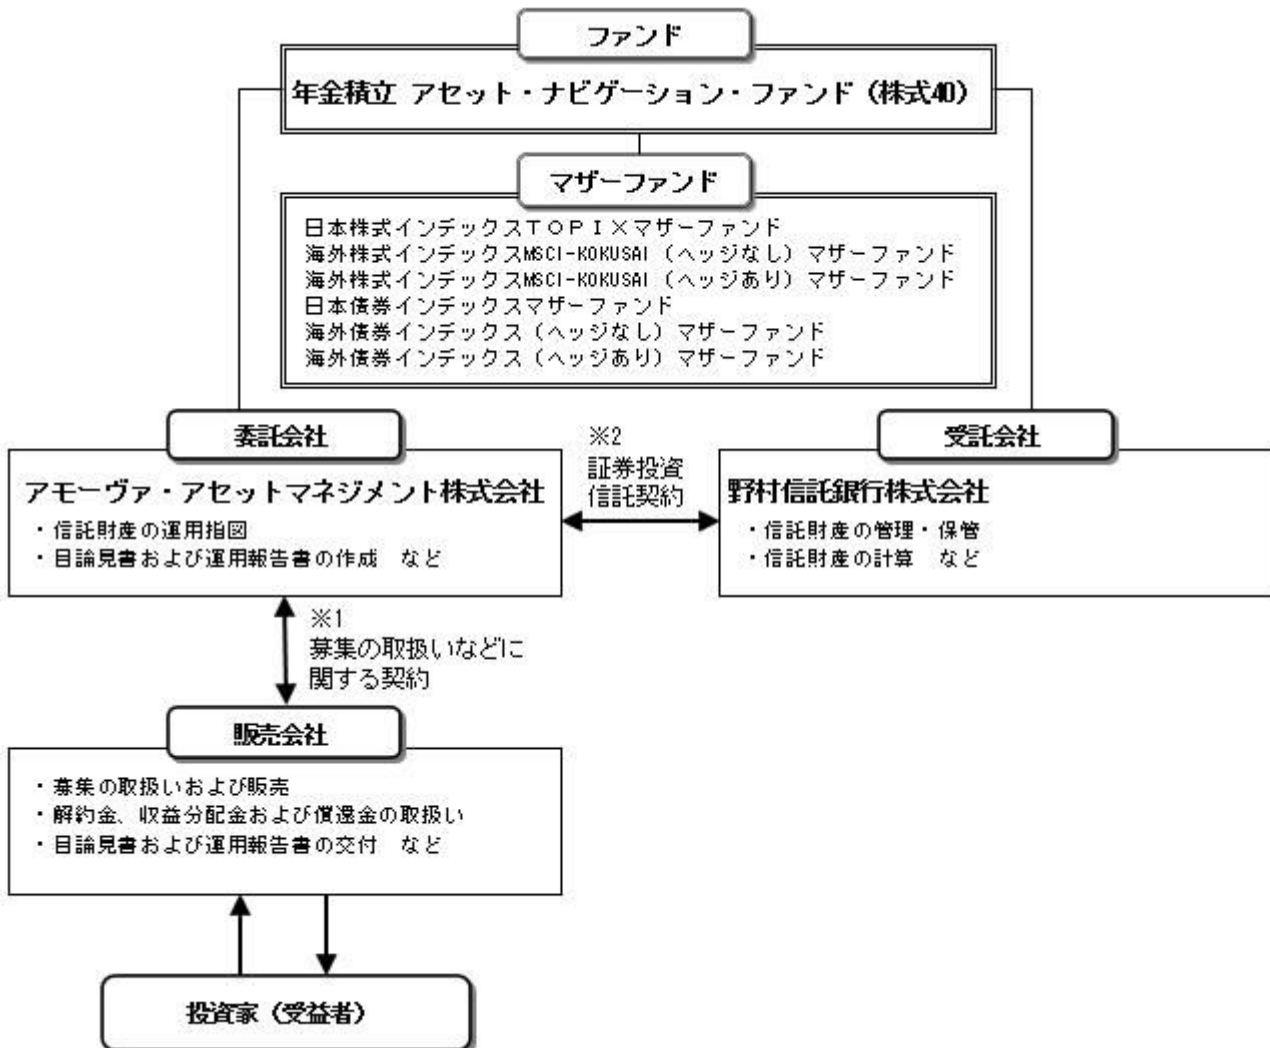 ファンド
年金積立 アセット・ナビゲーション・ファンド（株式40）
マザーファンド
日本株式インデックスＴＯＰＩＸマザーファンド
海外株式インデックスMSCI-KOKUSAI（ヘッジなし）マザーファンド
海外株式インデックスMSCI-KOKUSAI（ヘッジあり）マザーファンド
日本債券インデックスマザーファンド
海外債券インデックス（ヘッジなし）マザーファンド
海外債券インデックス（ヘッジあり）マザーファンド
委託会社
アモーヴァ・アセットマネジメント株式会社
・信託財産の運用指図
・目論見書および運用報告書の作成　など
※2
証券投資
信託契約
受託会社
野村信託銀行株式会社
・信託財産の管理・保管
・信託財産の計算　など
※1
募集の取扱いなどに
関する契約
販売会社
・募集の取扱いおよび販売
・解約金、収益分配金および償還金の取扱い
・目論見書および運用報告書の交付　など
投資家（受益者）